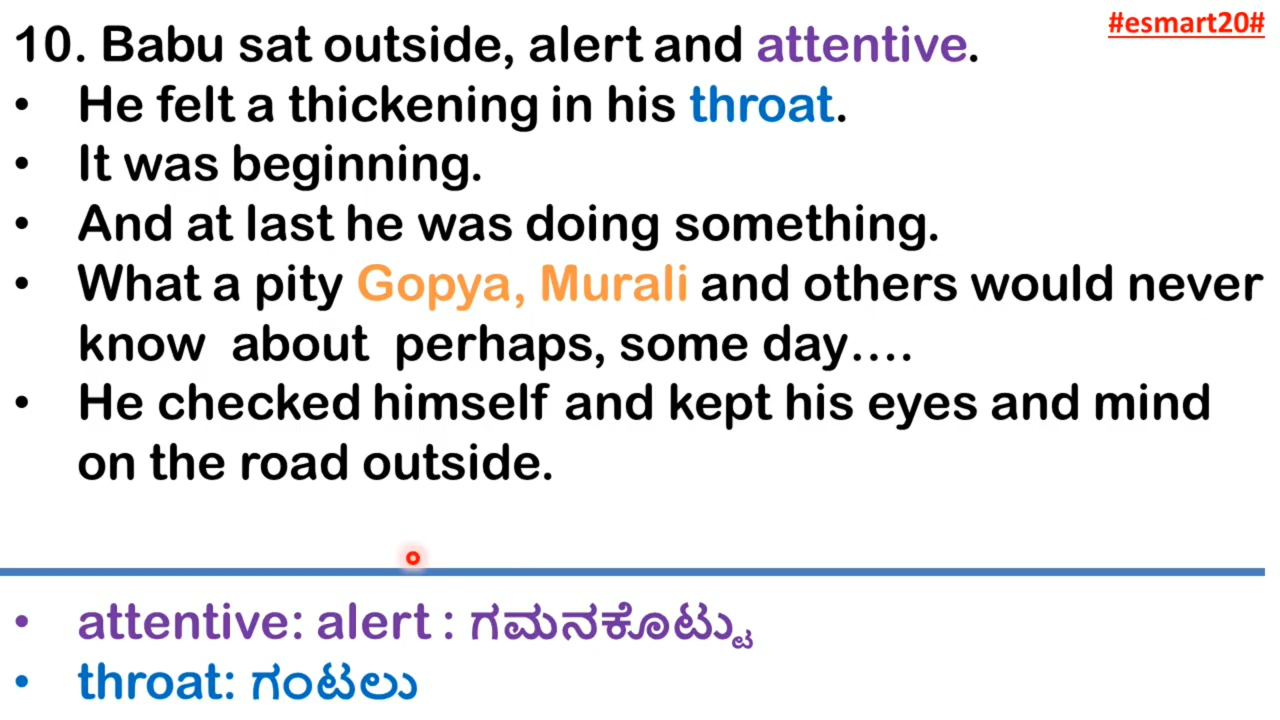 #esmart20#
10. Babu sat outside, alert and attentive.
• He felt a thickening in his throat.
• It was beginning.
• And at last he was doing something.
• What a pity Gopya, Murali and others would never
know about perhaps, some day....
• He checked himself and kept his eyes and mind
on the road outside.
• attentive: alert : ಗಮನಕೊಟ್ಟು
• throat: ಗಂಟಲು